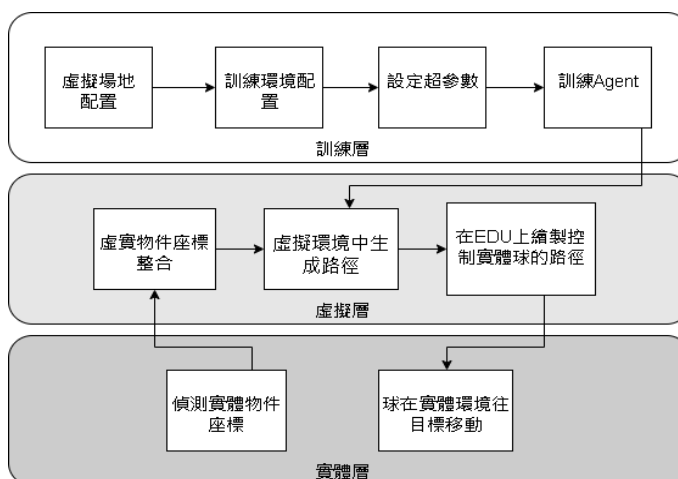 虛擬場地
配置
訓練環境配
置
設定超參數
訓練Agent
訓練層
虛實物件座標
整合
虛擬環境中生
成路徑
在EDU上繪製控
制實體球的路徑
虛擬層
偵測實體物件
座標
球在實體環境往
目標移動
實體層